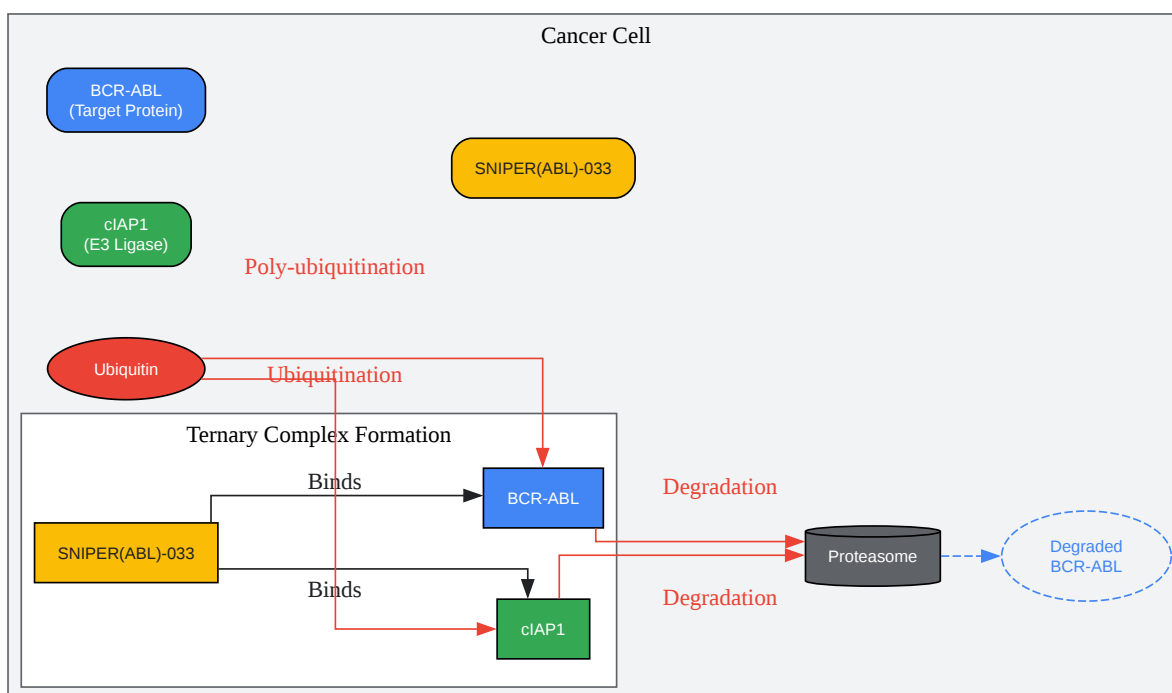 Cancer Cell
BCR-ABL
(Target Protein)
SNIPER(ABL)-033
cIAP1
(E3 Ligase)
Poly-ubiquitination
Ubiquitin
Ubiquitination
Ternary Complex Formation
Binds
BCR-ABL
Degradation
SNIPER(ABL)-033
Proteasome
Degraded
BCR-ABL
Binds
Degradation
cIAP1